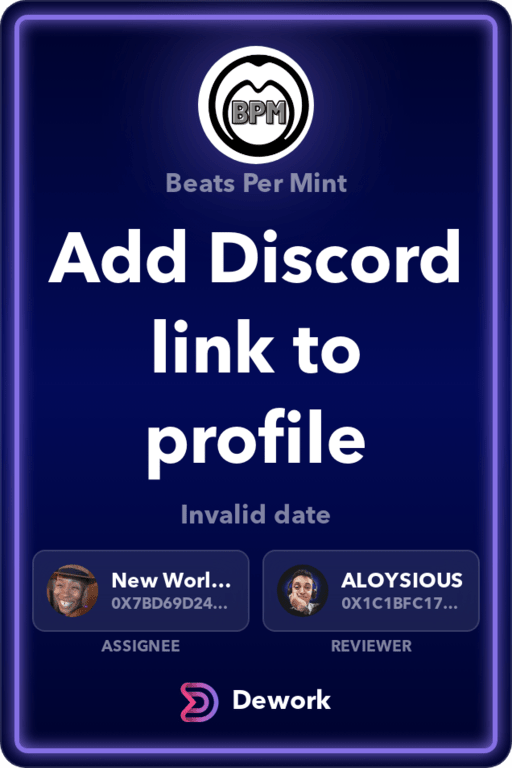 BPM
Beats Per Mint
Add Discord
link to
profile
Invalid date
New Worl...
0X7BD69D24...
ASSIGNEE
ALOYSIOUS
0X1C1BFC17...
REVIEWER
Dework